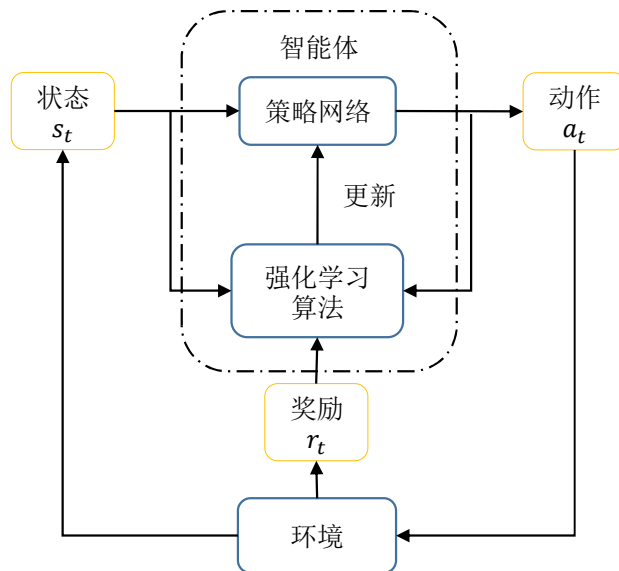 智能体
状态
s_t
策略网络
动作
a_t
更新
强化学习
算法
奖励
r_t
环境